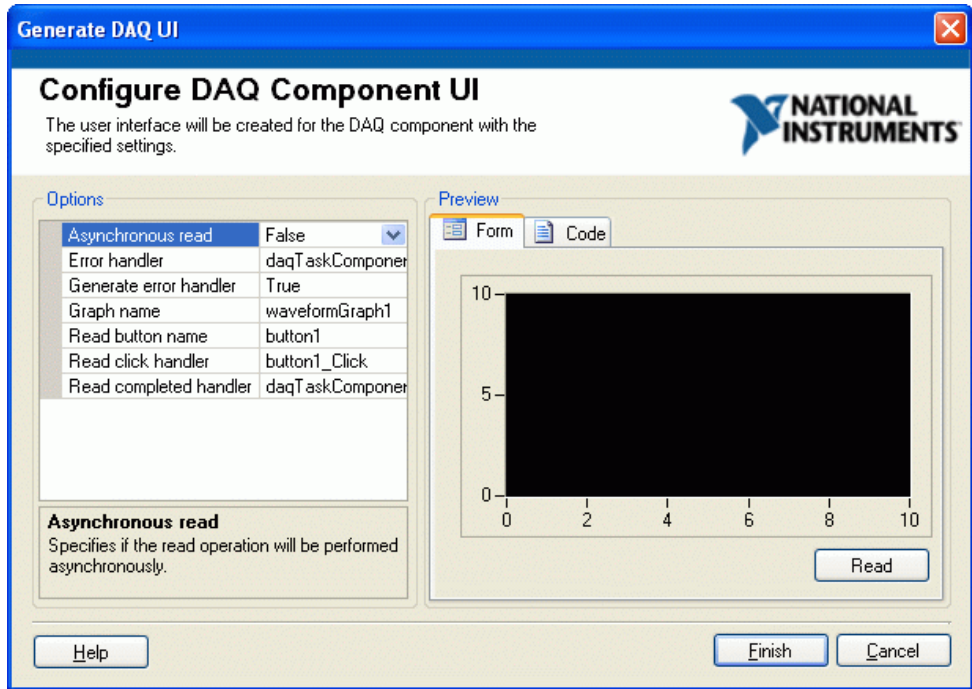 Generate DAQ UI
Configure DAQ Component UI
The user interface will be created for the DAQ component with the
specified settings.
NATIONAL
INSTRUMENTS
Options
Asynchronous read False
Error handler daqTaskComponen
Generate error handler True
Graph name waveformGraph1
Read button name button1
Read click handler button1_Click
Read completed handler daqTaskComponen
Asynchronous read
Specifies if the read operation will be performed
asynchronously.
Preview
Form Code
10
5
0
0 2 4 6 8 10
Read
Help Finish Cancel